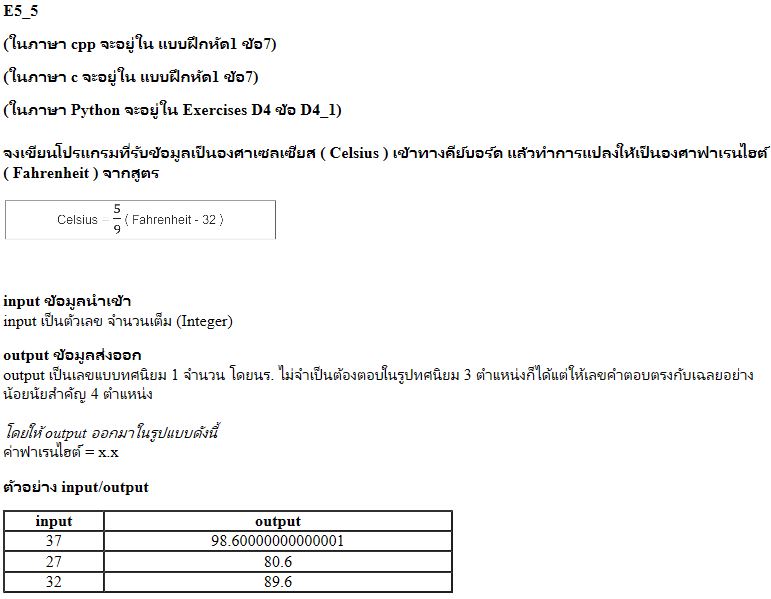 E5_5
(ในภาษา cpp จะอยู่ใน แบบฝึกหัด1 ข้อ7)
(ในภาษา c จะอยู่ใน แบบฝึกหัด1 ข้อ7)
(ในภาษา Python จะอยู่ใน Exercises D4 ข้อ D4_1)
จงเขียนโปรแกรมที่รับข้อมูลเป็นองศาเซลเซียส ( Celsius ) เข้าทางคีย์บอร์ด แล้วทำการแปลงให้เป็นองศาฟาเรนไฮต์
( Fahrenheit ) จากสูตร
Celsius = 5/9 ( Fahrenheit - 32 )
input ข้อมูลนำเข้า
input เป็นตัวเลข จำนวนเต็ม (Integer)
output ข้อมูลส่งออก
output เป็นเลขแบบทศนิยม 1 จำนวน โดยนร. ไม่จำเป็นต้องตอบในรูปทศนิยม 3 ตำแหน่งก็ได้แต่ให้เลขคำตอบตรงกับเฉลยอย่าง
น้อยนัยสำคัญ 4 ตำแหน่ง
โดยให้ output ออกมาในรูปแบบดังนี้
ค่าฟาเรนไฮต์ = x.x
ตัวอย่าง input/output
input output
37 98.60000000000001
27 80.6
32 89.6